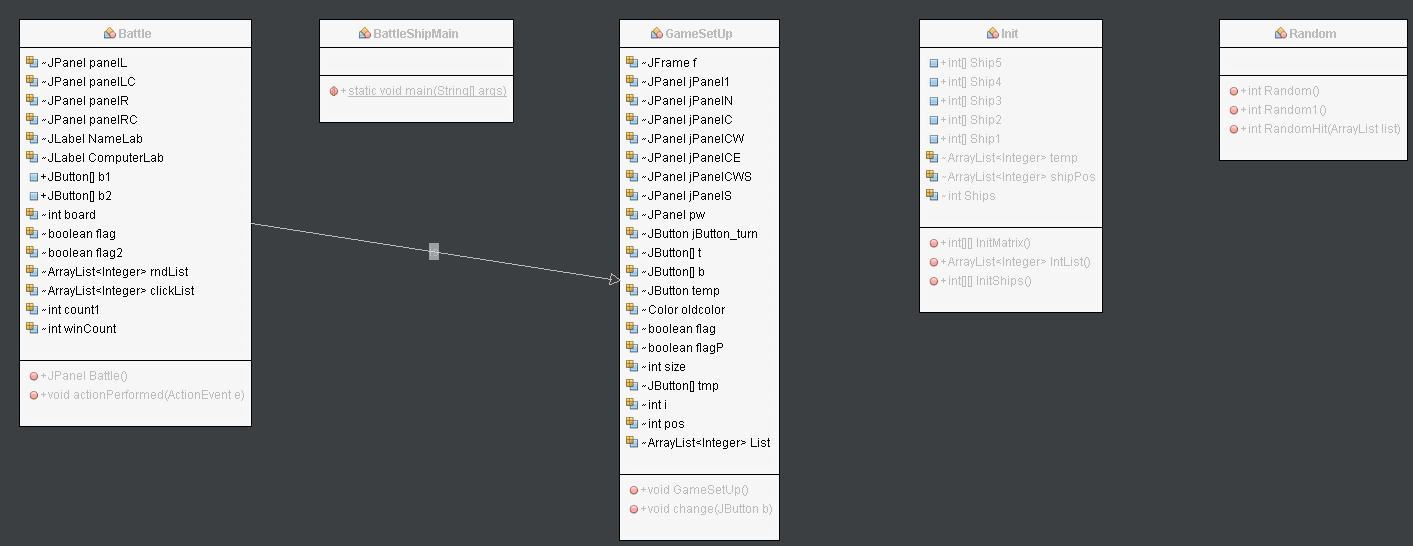 Battle
~JPanel panelL
~JPanel panelLC
~JPanel panelR
~JPanel panelRC
~JLabel NameLab
~JLabel ComputerLab
+JButton[] b1
+JButton[] b2
~int board
~boolean flag
~boolean flag2
~ArrayList<Integer> rndList
~ArrayList<Integer> clickList
~int count1
~int winCount
+JPanel Battle()
+void actionPerformed(ActionEvent e)
BattleShipMain
+static void main(String[] args)
GameSetUp
~JFrame f
~JPanel jPanel1
~JPanel jPanelN
~JPanel jPanelC
~JPanel jPanelCW
~JPanel jPanelCE
~JPanel jPanelCWS
~JPanel jPanelS
~JPanel pw
~JButton jButton_turn
~JButton[] t
~JButton[] b
~JButton temp
~Color oldcolor
~boolean flag
~boolean flagP
~int size
~JButton[] tmp
~int i
~int pos
~ArrayList<Integer> List
+void GameSetUp()
+void change(JButton b)
Init
+int[] Ship5
+int[] Ship4
+int[] Ship3
+int[] Ship2
+int[] Ship1
~ArrayList<Integer> temp
~ArrayList<Integer> shipPos
~int Ships
+int[][] InitMatrix()
+ArrayList<Integer> IntList()
+int[][] InitShips()
Random
+int Random()
+int Random1()
+int RandomHit(ArrayList list)